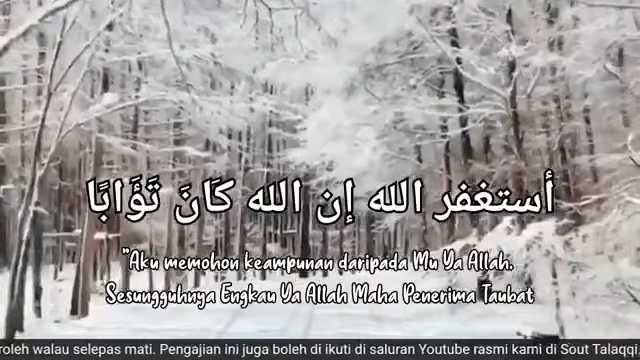 أستغفر الله إن الله كَانَ تَؤَابًا
"Aku memohon keampunan daripada Mu Ya Allah.
Sesungguhnya Engkau Ya Allah Maha Penerima Taubat
roleh walau selepas mati. Pengajian ini juga boleh di ikuti di saluran Youtube rasmi kami di Sout Talaqqi